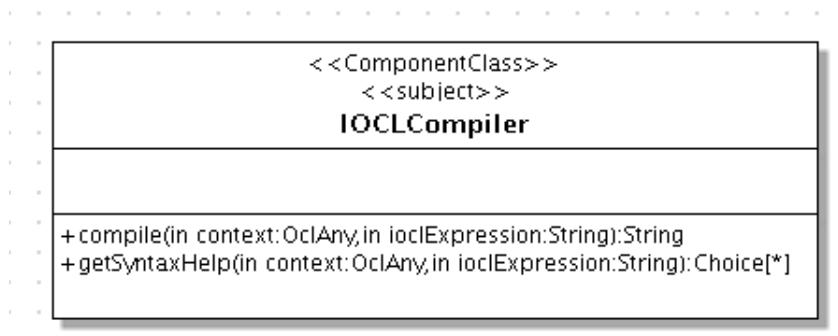 <<ComponentClass>>
<<subject>>
IOCLCompiler
+compile(in context:OclAny,in ioclExpression:String):String
+getSyntaxHelp(in context:OclAny,in ioclExpression:String):Choice[*]